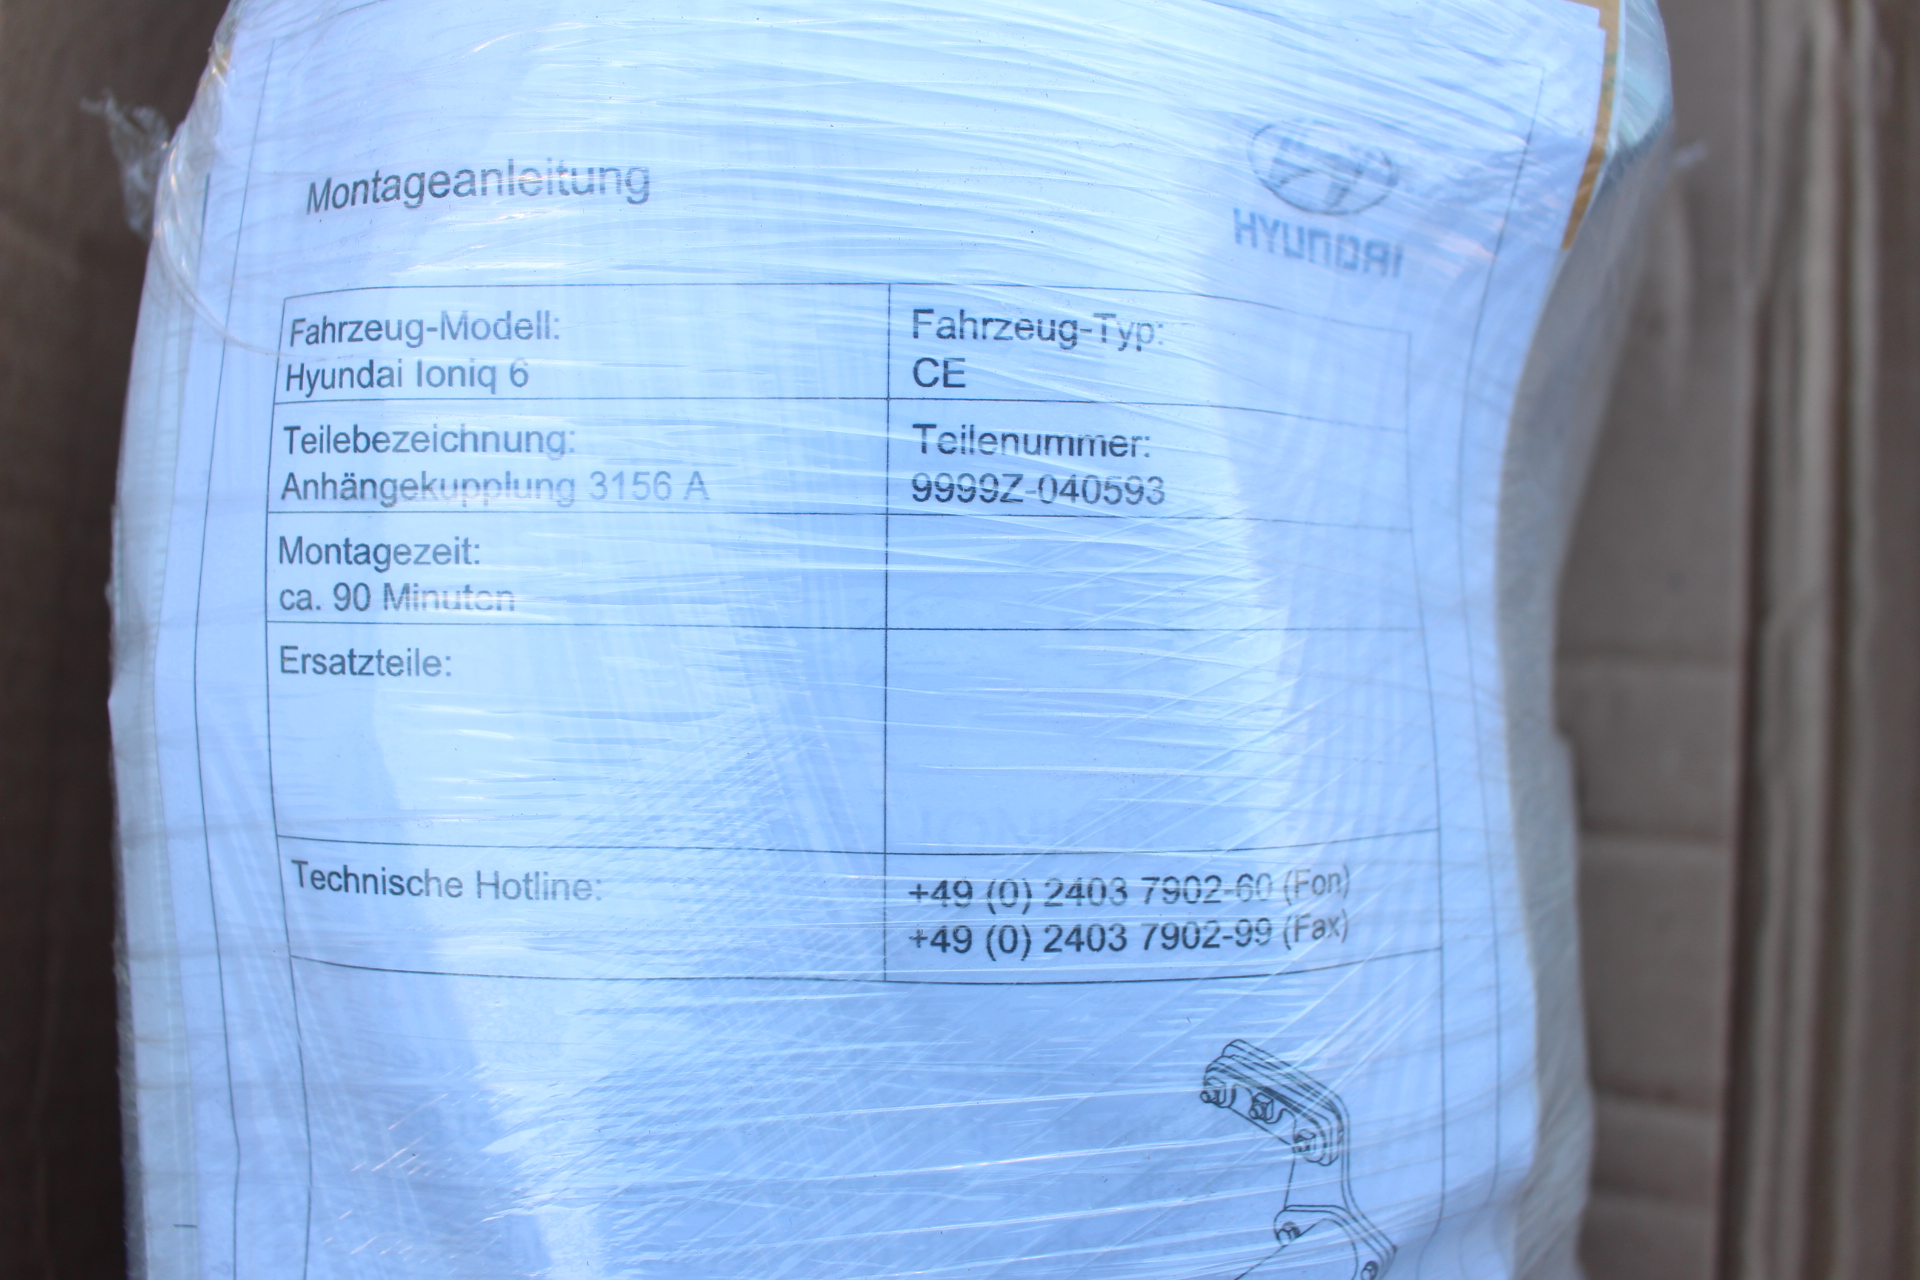 Montageanleitung
HYUNDAI
Fahrzeug-Modell:
Hyundai Ioniq 6
Fahrzeug-Typ:
CE
Teilebezeichnung:
Anhängekupplung 3156 A
Teilenummer:
9999Z-040593
Montagezeit:
ca. 90 Minuten
Ersatzteile:
Technische Hotline:
+49 (0) 2403 7902-60 (Fon)
+49 (0) 2403 7902-99 (Fax)